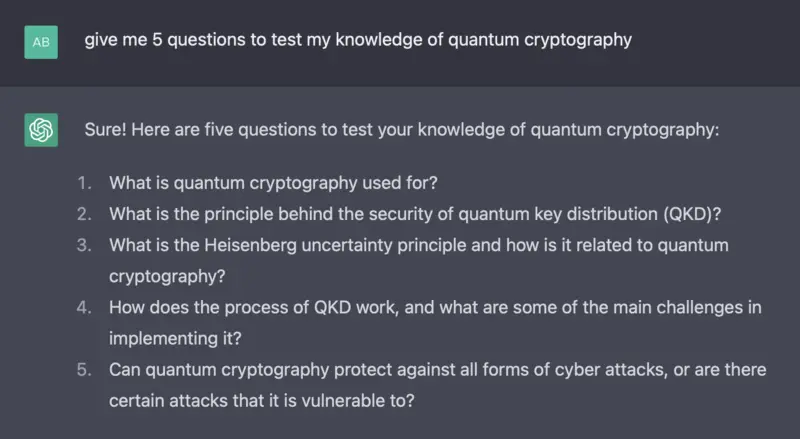 AB
give me 5 questions to test my knowledge of quantum cryptography
Sure! Here are five questions to test your knowledge of quantum cryptography:
1. What is quantum cryptography used for?
2. What is the principle behind the security of quantum key distribution (QKD)?
3. What is the Heisenberg uncertainty principle and how is it related to quantum
cryptography?
4. How does the process of QKD work, and what are some of the main challenges in
implementing it?
5. Can quantum cryptography protect against all forms of cyber attacks, or are there
certain attacks that it is vulnerable to?